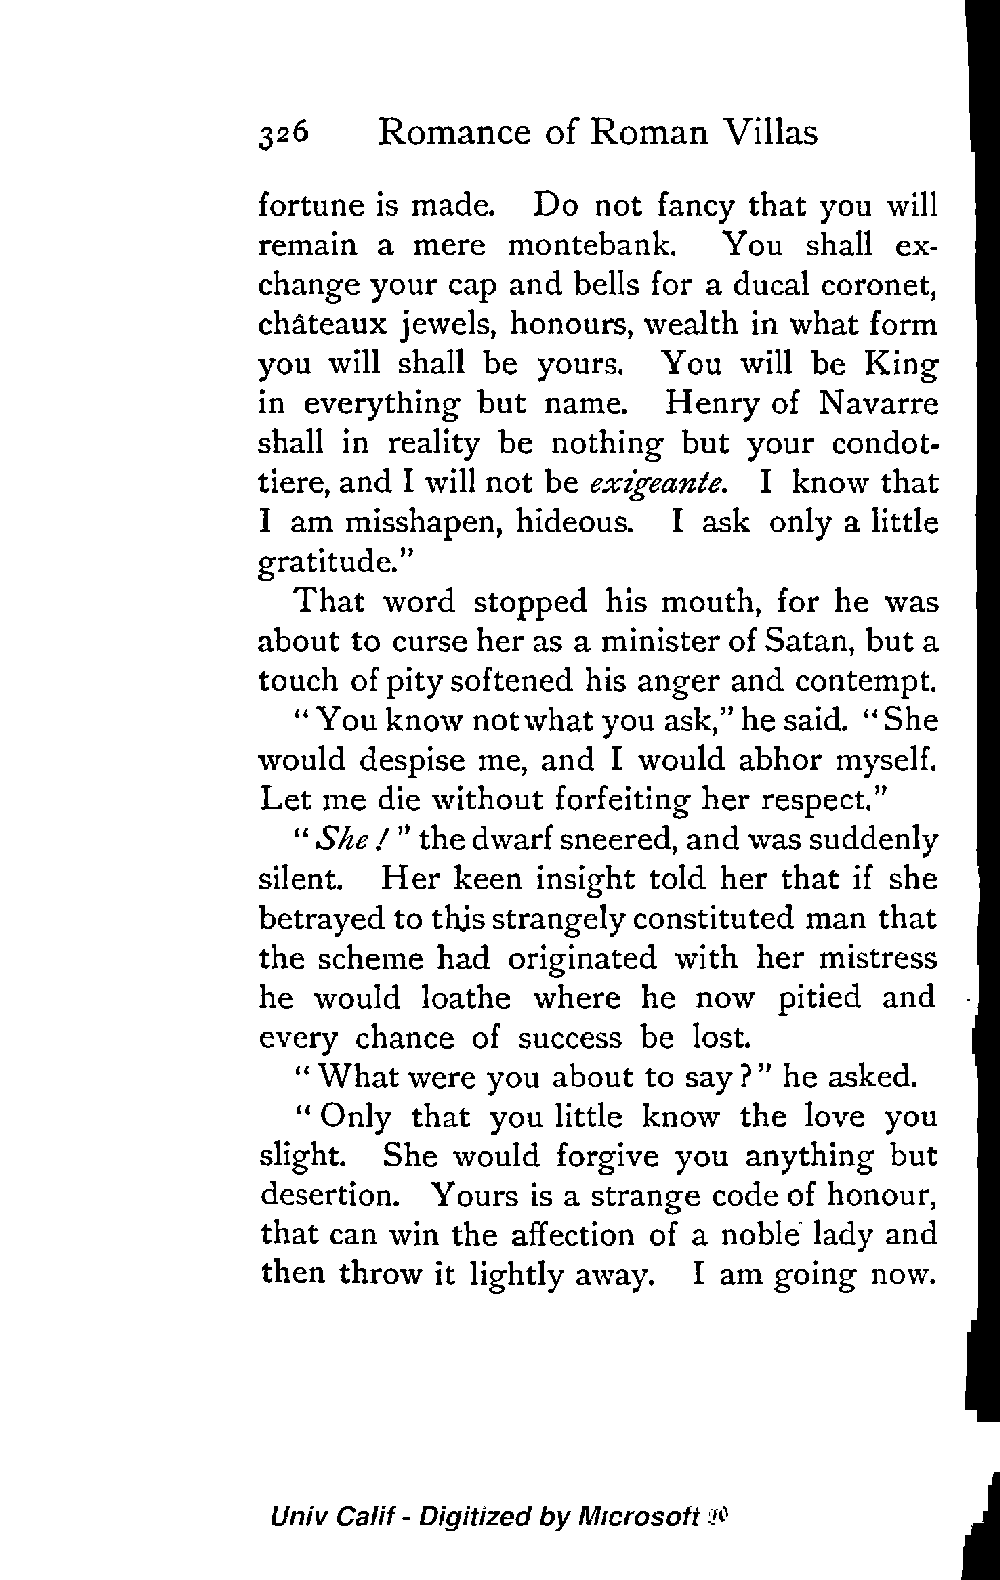 326 Romance of Roman Villas
fortune is made. Do not fancy that you will
remain a mere montebank. You shall ex-
change your cap and bells for a ducal coronet,
châteaux jewels, honours, wealth in what form
you will shall be yours. You will be King
in everything but name. Henry of Navarre
shall in reality be nothing but your condot-
tiere, and I will not be exigeante. I know that
I am misshapen, hideous. I ask only a little
gratitude."
That word stopped his mouth, for he was
about to curse her as a minister of Satan, but a
touch of pity softened his anger and contempt.
"You know not what you ask," he said. "She
would despise me, and I would abhor myself.
Let me die without forfeiting her respect."
"She!" the dwarf sneered, and was suddenly
silent. Her keen insight told her that if she
betrayed to this strangely constituted man that
the scheme had originated with her mistress
he would loathe where he now pitied and
every chance of success be lost.
"What were you about to say?" he asked.
"Only that you little know the love you
slight. She would forgive you anything but
desertion. Yours is a strange code of honour,
that can win the affection of a noble lady and
then throw it lightly away. I am going now.
Univ Calif - Digitized by Microsoft ®